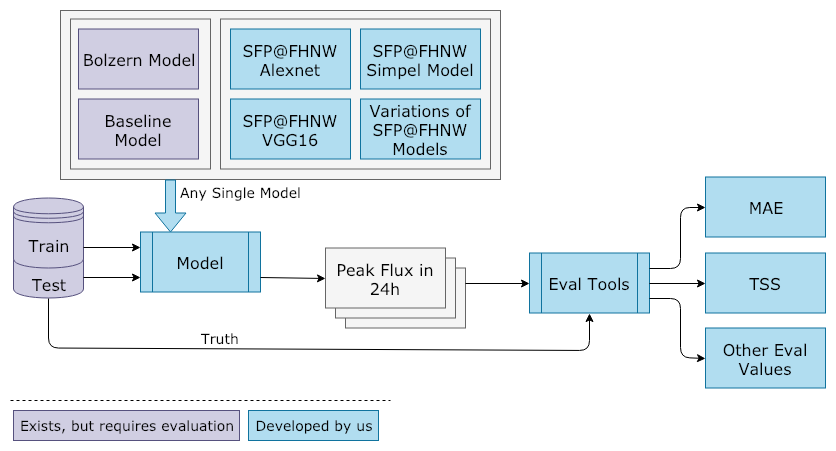 Bolzern Model
SFP@FHNW
Alexnet
SFP@FHNW
Simpel Model
Baseline
Model
SFP@FHNW
VGG16
Variations of
SFP@FHNW
Models
Any Single Model
Train
Test
Model
Peak Flux in
24h
Eval Tools
MAE
TSS
Other Eval
Values
Truth
Exists, but requires evaluation
Developed by us